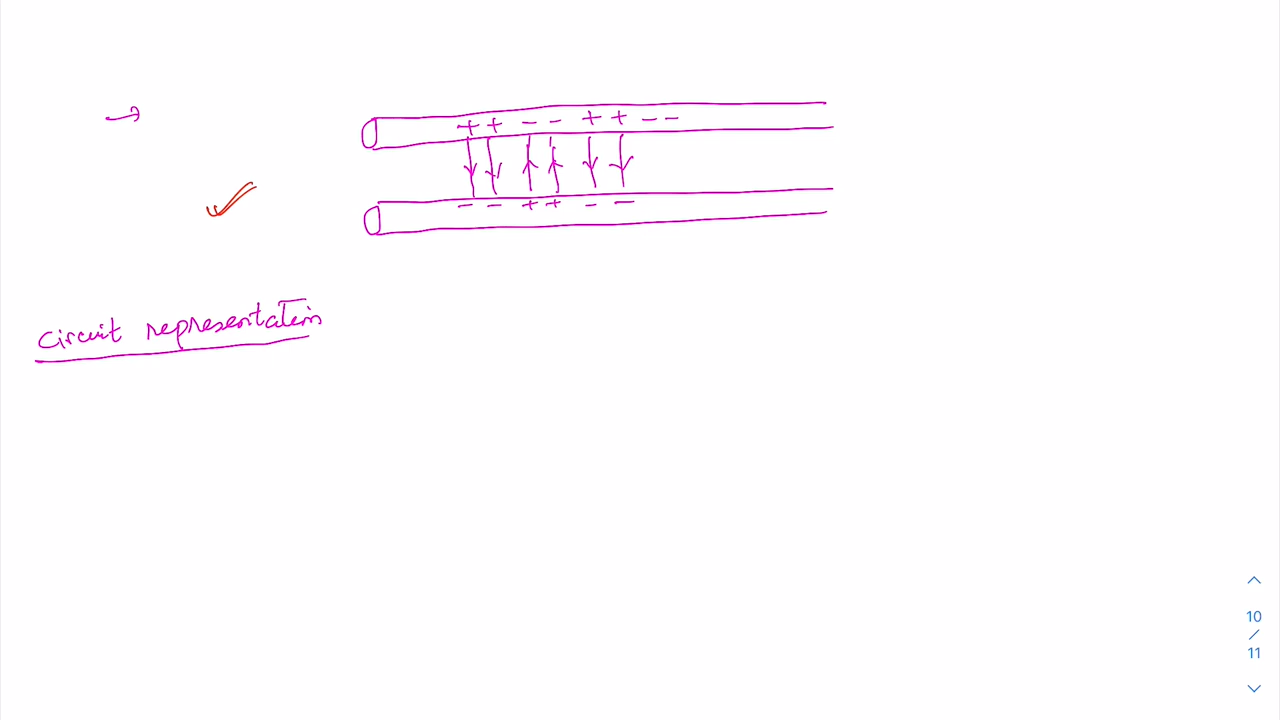 + + - - + + - -
- - + + - -
Circuit representation
10
/
11